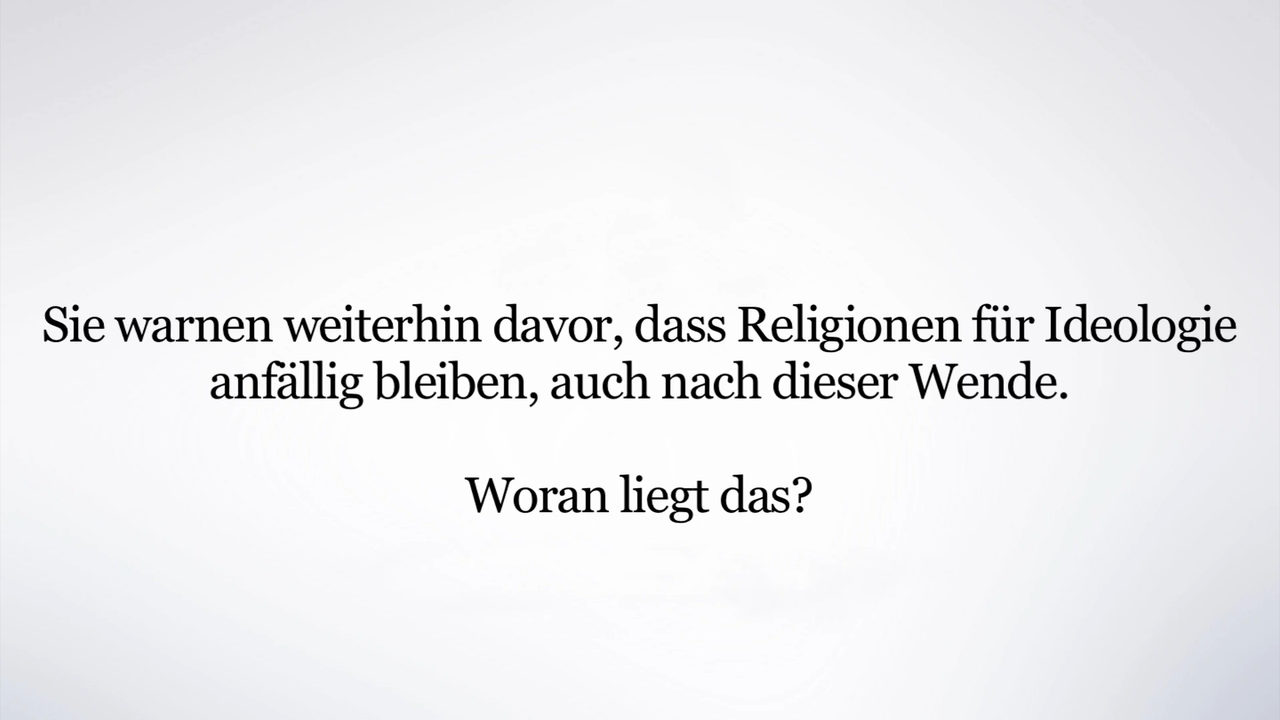 Sie warnen weiterhin davor, dass Religionen für Ideologie
anfällig bleiben, auch nach dieser Wende.
Woran liegt das?